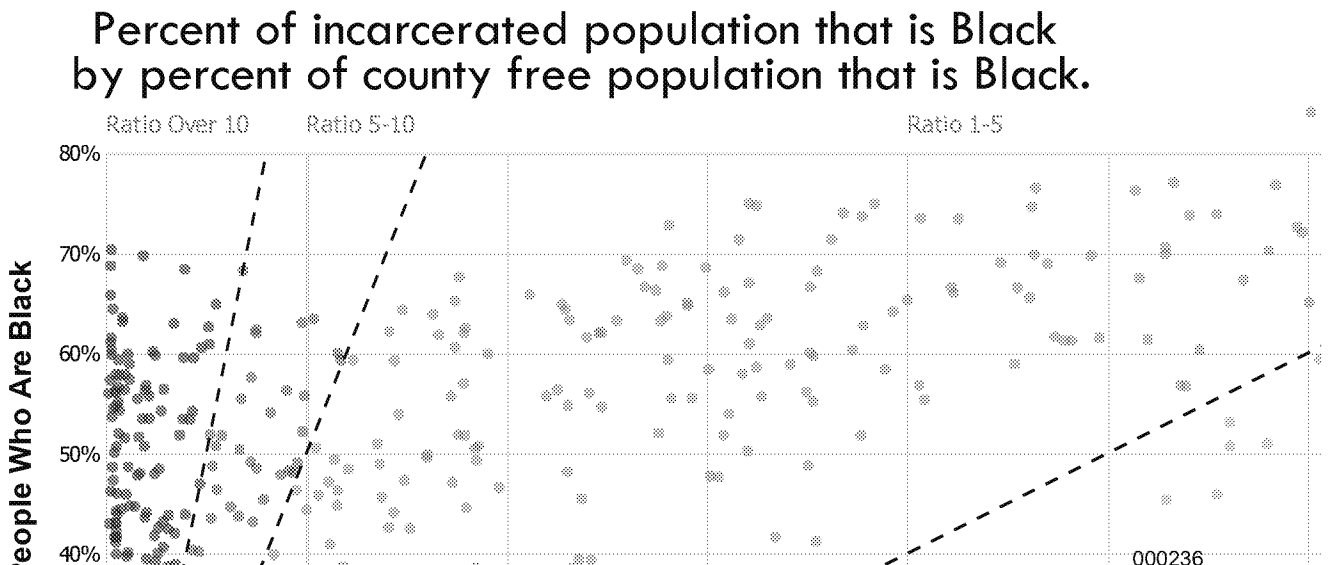 Percent of incarcerated population that is Black
by percent of county free population that is Black.
Ratio Over 10
Ratio 5-10
Ratio 1-5
80%
70%
60%
50%
40%
People Who Are Black
000236